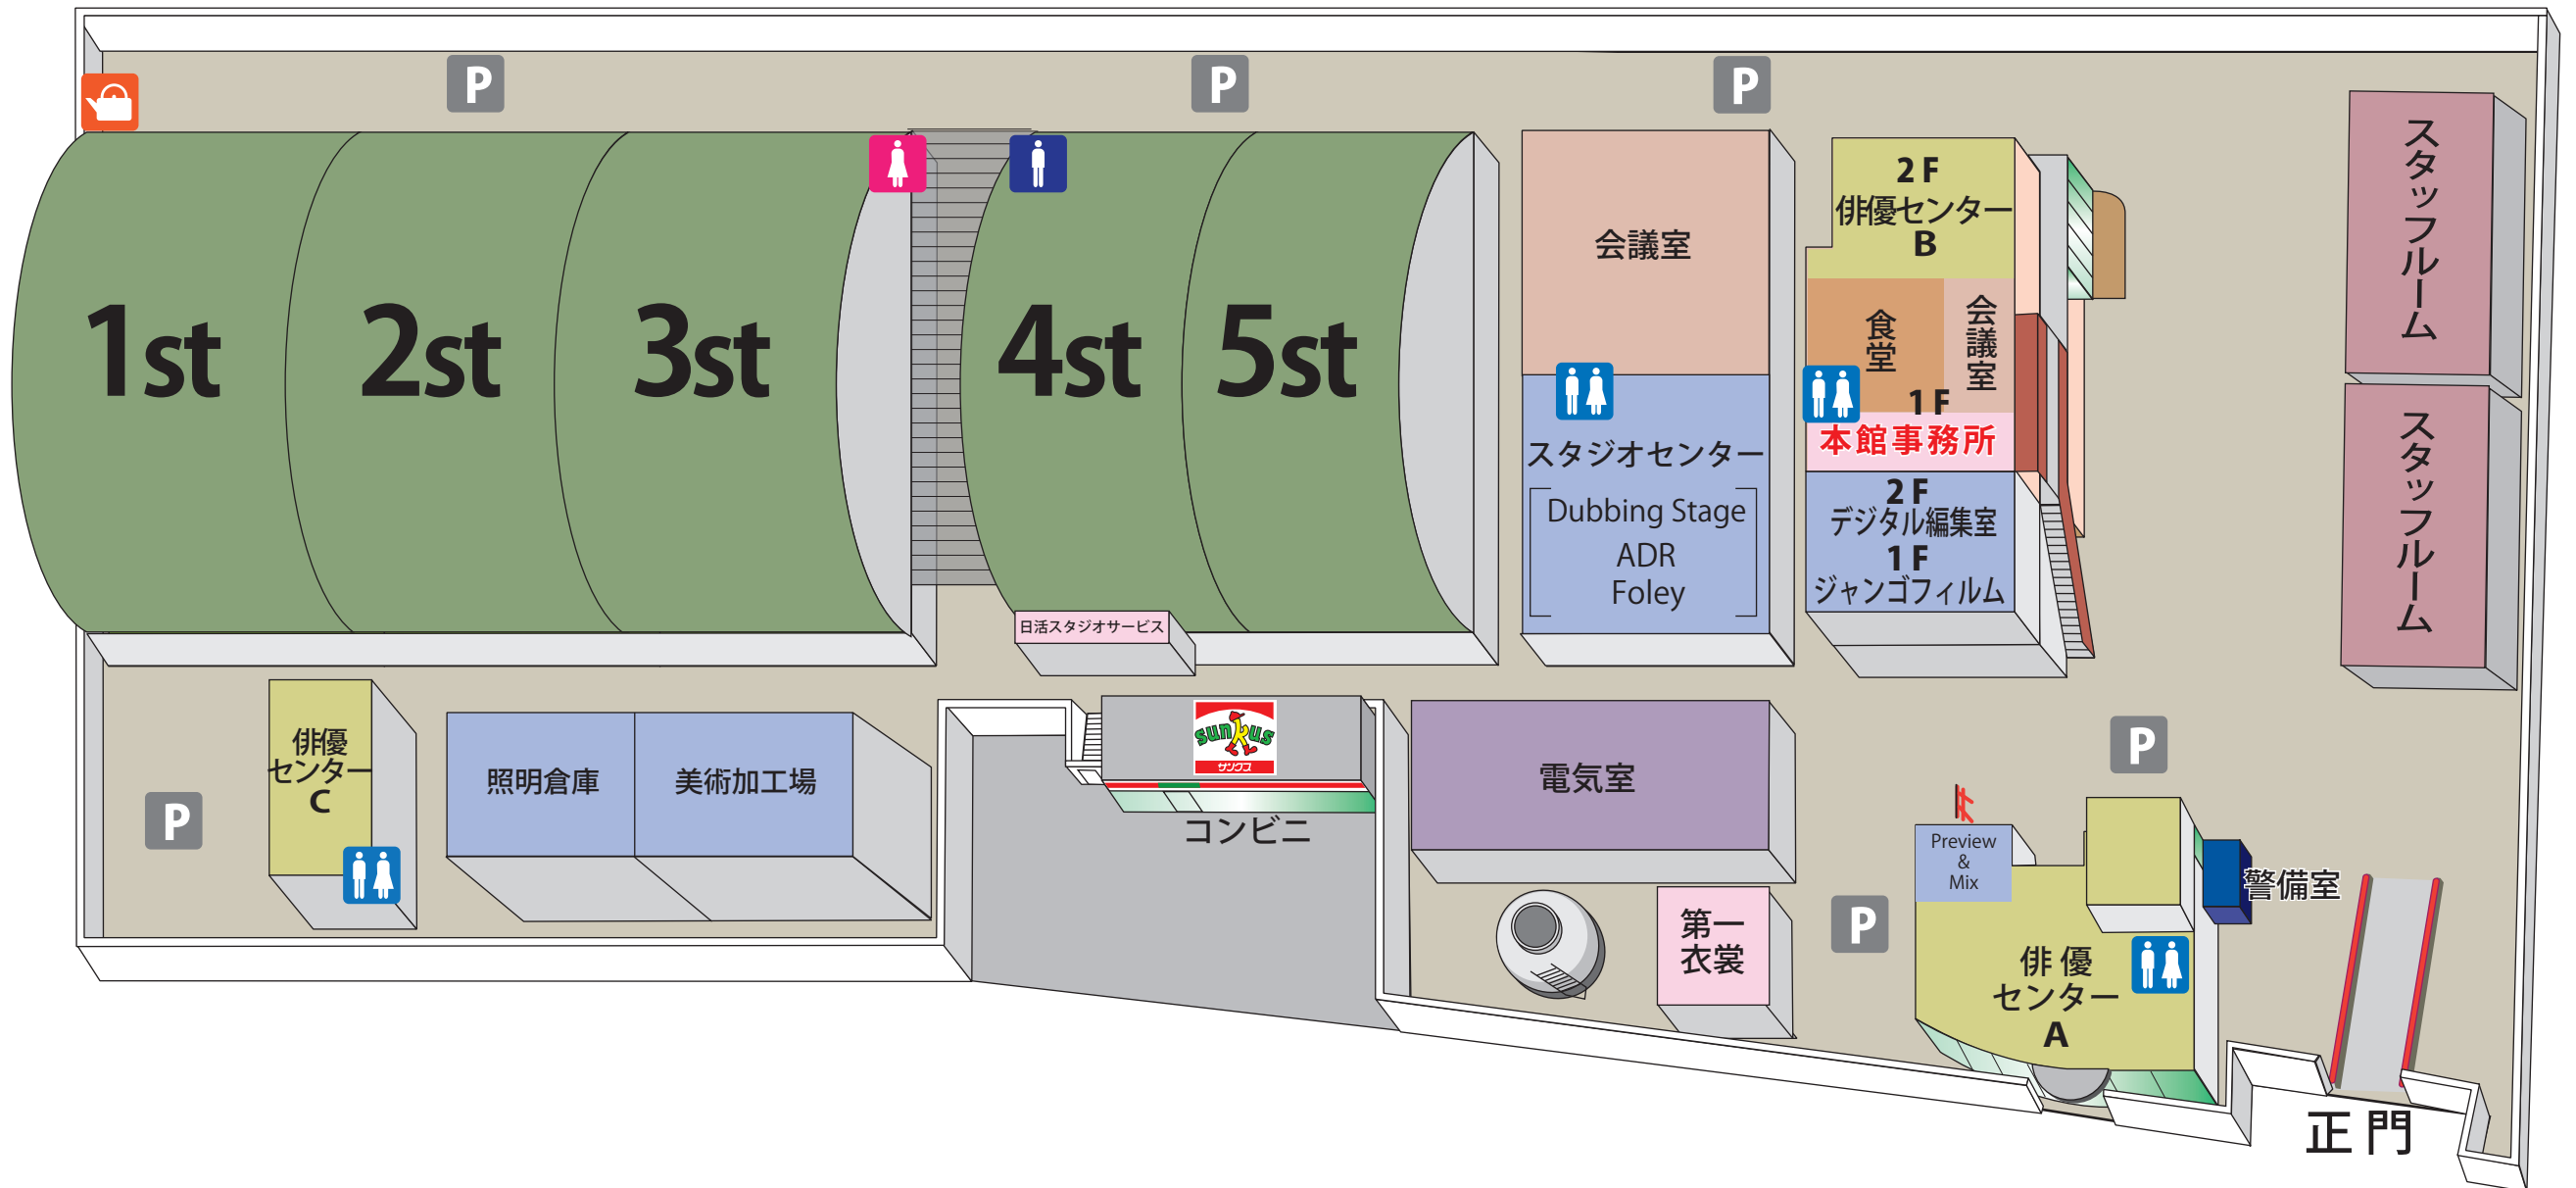 P
P
P
1st
2st
3st
4st
5st
会議室
スタジオセンター
Dubbing Stage
ADR
Foley
2F
俳優センター
B
食堂
会議室
1F
本館事務所
2F
デジタル編集室
1F
ジャンゴフィルム
スタッフルーム
スタッフルーム
日活スタジオサービス
俳優
センター
C
P
照明倉庫
美術加工場
sunkus
サンクス
コンビニ
電気室
第一
衣裳
P
P
Preview
&
Mix
俳優
センター
A
警備室
正門